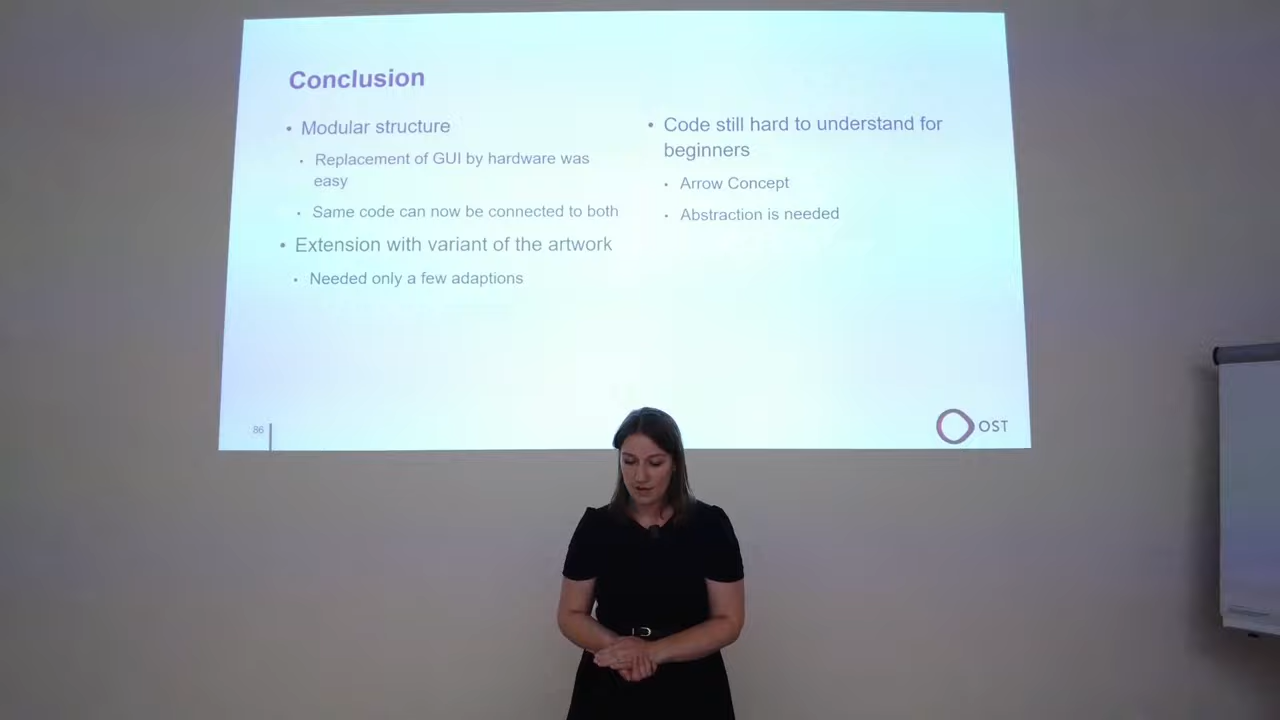 Conclusion
• Modular structure
• Replacement of GUI by hardware was
easy
• Same code can now be connected to both
• Extension with variant of the artwork
• Needed only a few adaptions
• Code still hard to understand for
beginners
• Arrow Concept
• Abstraction is needed
86
OST